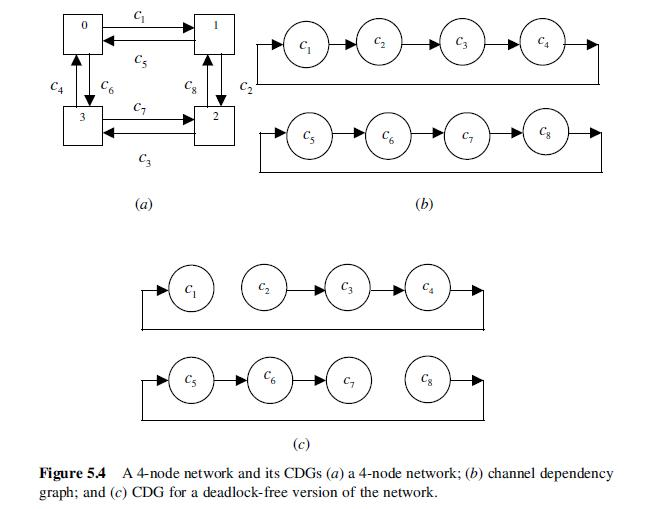 C1
0
1
C5
C4
C6
C8
C2
C7
3
2
C3
(a)
C1 C2 C3 C4
C5 C6 C7 C8
(b)
C1 C2 C3 C4
C5 C6 C7 C8
(c)
Figure 5.4 A 4-node network and its CDGs (a) a 4-node network; (b) channel dependency
graph; and (c) CDG for a deadlock-free version of the network.